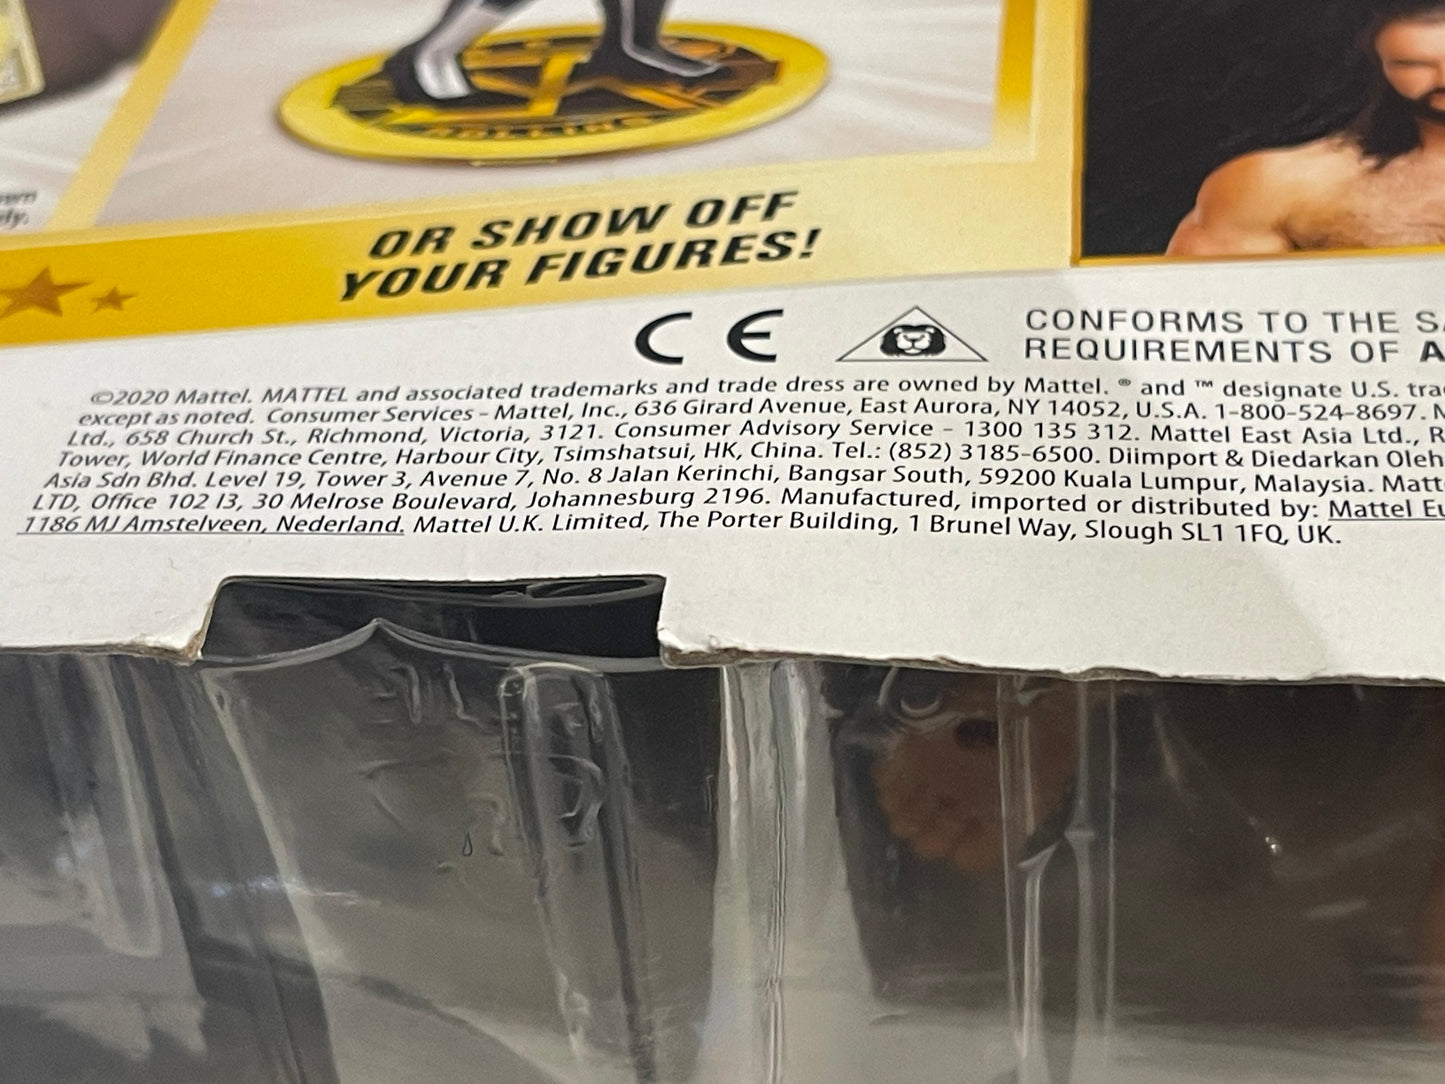 ly.
OR SHOW OFF
YOUR FIGURES!
CE
CONFORMS TO THE
REQUIREMENTS OF
©2020 Mattel. MATTEL and associated trademarks and trade dress are owned by Mattel. ® and ™ designate U.S.
except as noted. Consumer Services – Mattel, Inc., 636 Girard Avenue, East Aurora, NY 14052, U.S.A. 1-800-524-8697.
Ltd., 658 Church St., Richmond, Victoria, 3121. Consumer Advisory Service – 1300 135 312. Mattel East Asia Ltd.,
Tower, World Finance Centre, Harbour City, Tsimshatsui, HK, China. Tel.: (852) 3185-6500. Diimport & Diedarkan Oleh
Asia Sdn Bhd. Level 19, Tower 3, Avenue 7, No. 8 Jalan Kerinchi, Bangsar South, 59200 Kuala Lumpur, Malaysia.
LTD, Office 102 I3, 30 Melrose Boulevard, Johannesburg 2196. Manufactured, imported or distributed by: Mattel
1186 MJ Amstelveen, Nederland. Mattel U.K. Limited, The Porter Building, 1 Brunel Way, Slough SL1 1FQ, UK.